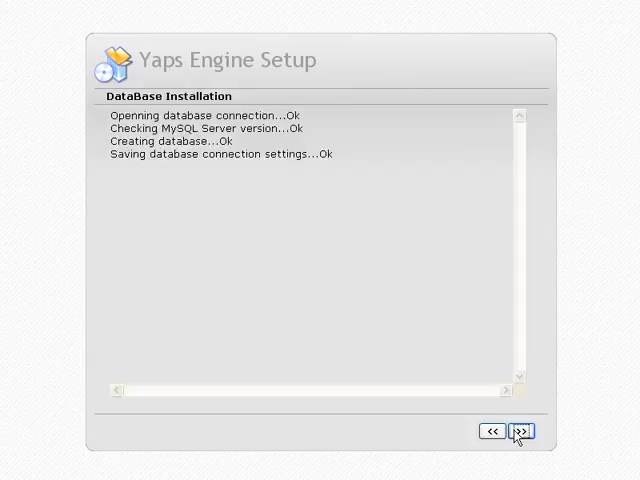 Yaps Engine Setup
DataBase Installation
Openning database connection...Ok
Checking MySQL Server version...Ok
Creating database...Ok
Saving database connection settings...Ok
<< >>